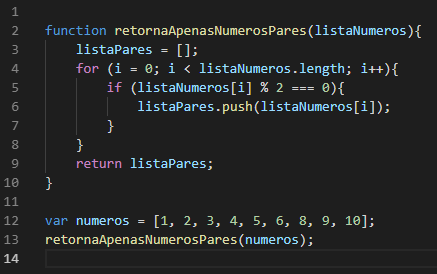 1
2 function retornaApenasNumerosPares(listaNumeros){
3     listaPares = [];
4     for (i = 0; i < listaNumeros.length; i++){
5         if (listaNumeros[i] % 2 === 0){
6             listaPares.push(listaNumeros[i]);
7         }
8     }
9     return listaPares;
10 }
11
12 var numeros = [1, 2, 3, 4, 5, 6, 8, 9, 10];
13 retornaApenasNumerosPares(numeros);
14